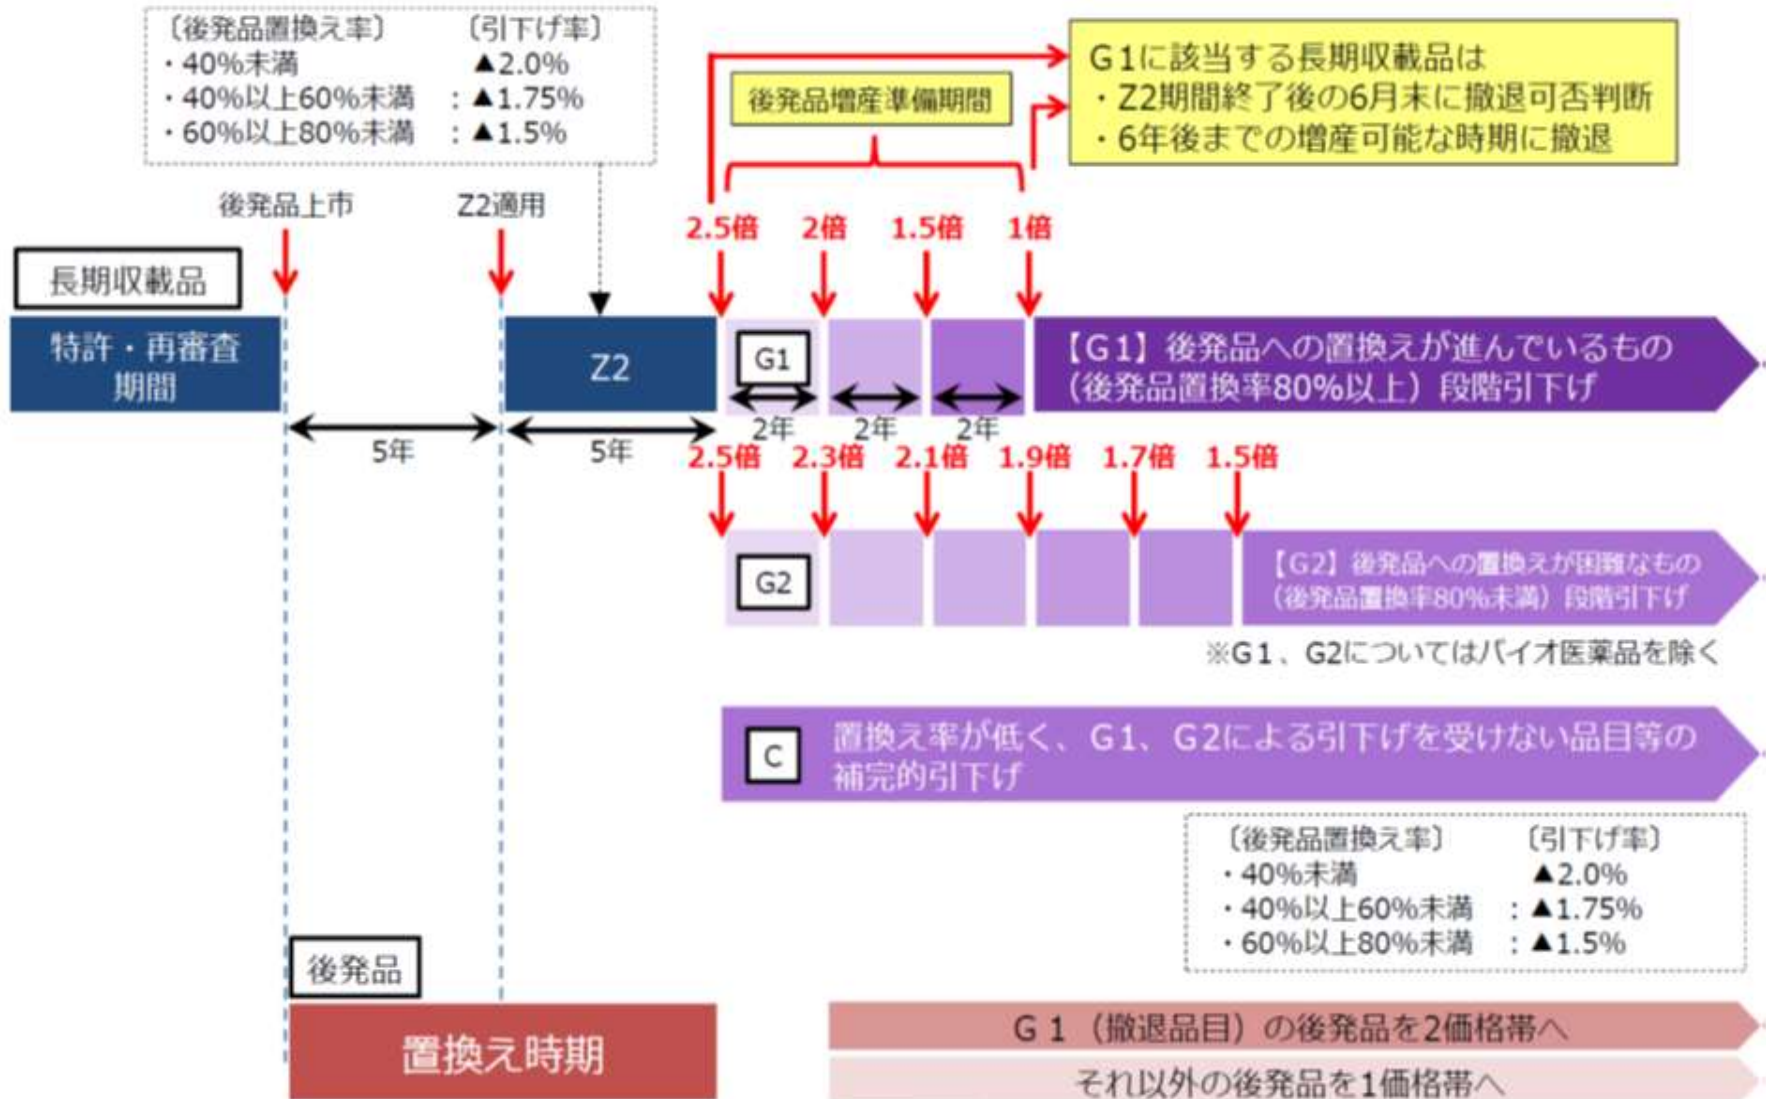 〔後発品置換え率〕 〔引下げ率〕
・40%未満 ▲2.0%
・40%以上60%未満 : ▲1.75%
・60%以上80%未満 : ▲1.5%
後発品増産準備期間
G1に該当する長期収載品は
・Z2期間終了後の6月末に撤退可否判断
・6年後までの増産可能な時期に撤退
後発品上市
Z2適用
2.5倍 2倍 1.5倍 1倍
長期収載品
特許・再審査
期間
Z2
G1
【G1】後発品への置換えが進んでいるもの
（後発品置換率80%以上）段階引下げ
5年
5年
2年
2年
2年
2.5倍 2.3倍 2.1倍 1.9倍 1.7倍 1.5倍
G2
【G2】後発品への置換えが困難なもの
（後発品置換率80%未満）段階引下げ
※G1、G2についてはバイオ医薬品を除く
C
置換え率が低く、G1、G2による引下げを受けない品目等の
補完的引下げ
〔後発品置換え率〕 〔引下げ率〕
・40%未満 ▲2.0%
・40%以上60%未満 : ▲1.75%
・60%以上80%未満 : ▲1.5%
後発品
置換え時期
G1（撤退品目）の後発品を2価格帯へ
それ以外の後発品を1価格帯へ